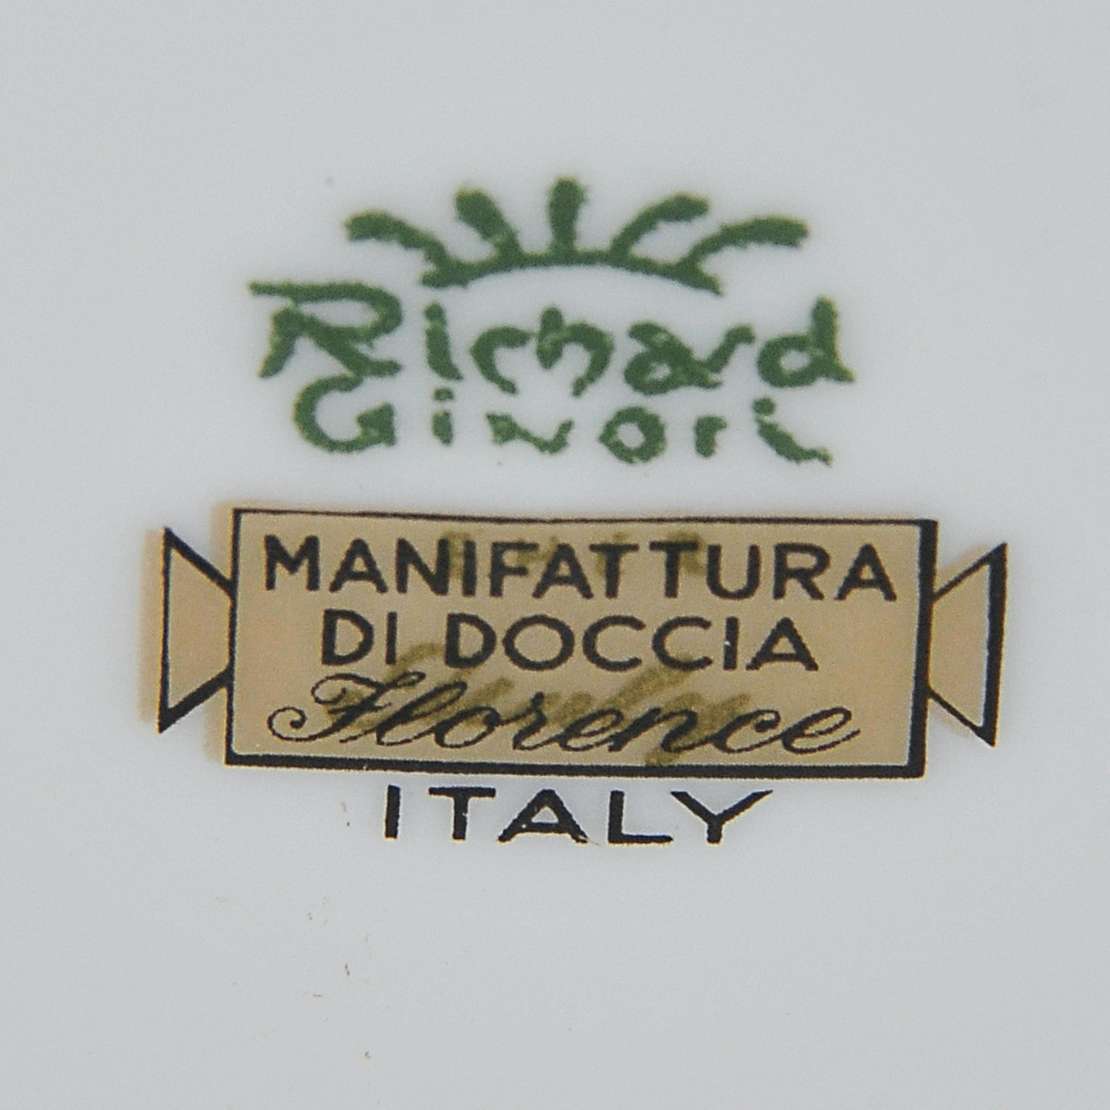 Richard
Ginori
MANIFATTURA
DI DOCCIA
Florence
ITALY